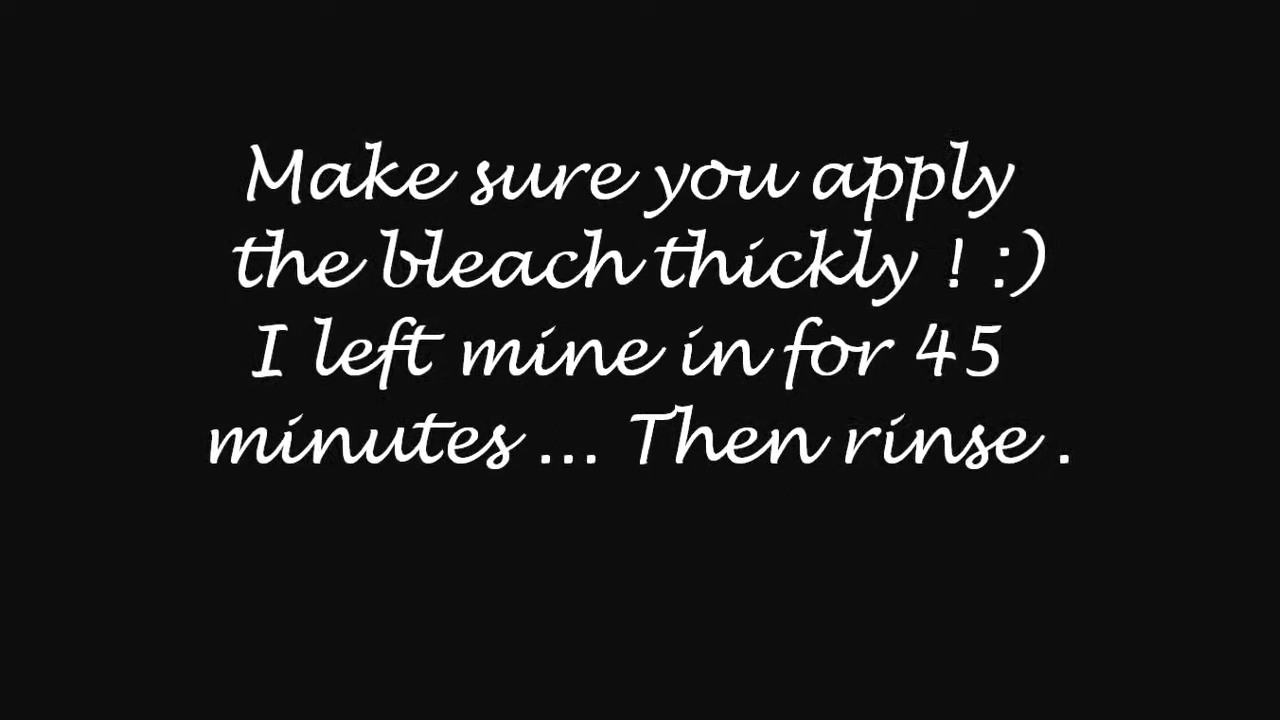 Make sure you apply
the bleach thickly ! :)
I left mine in for 45
minutes ... Then rinse .